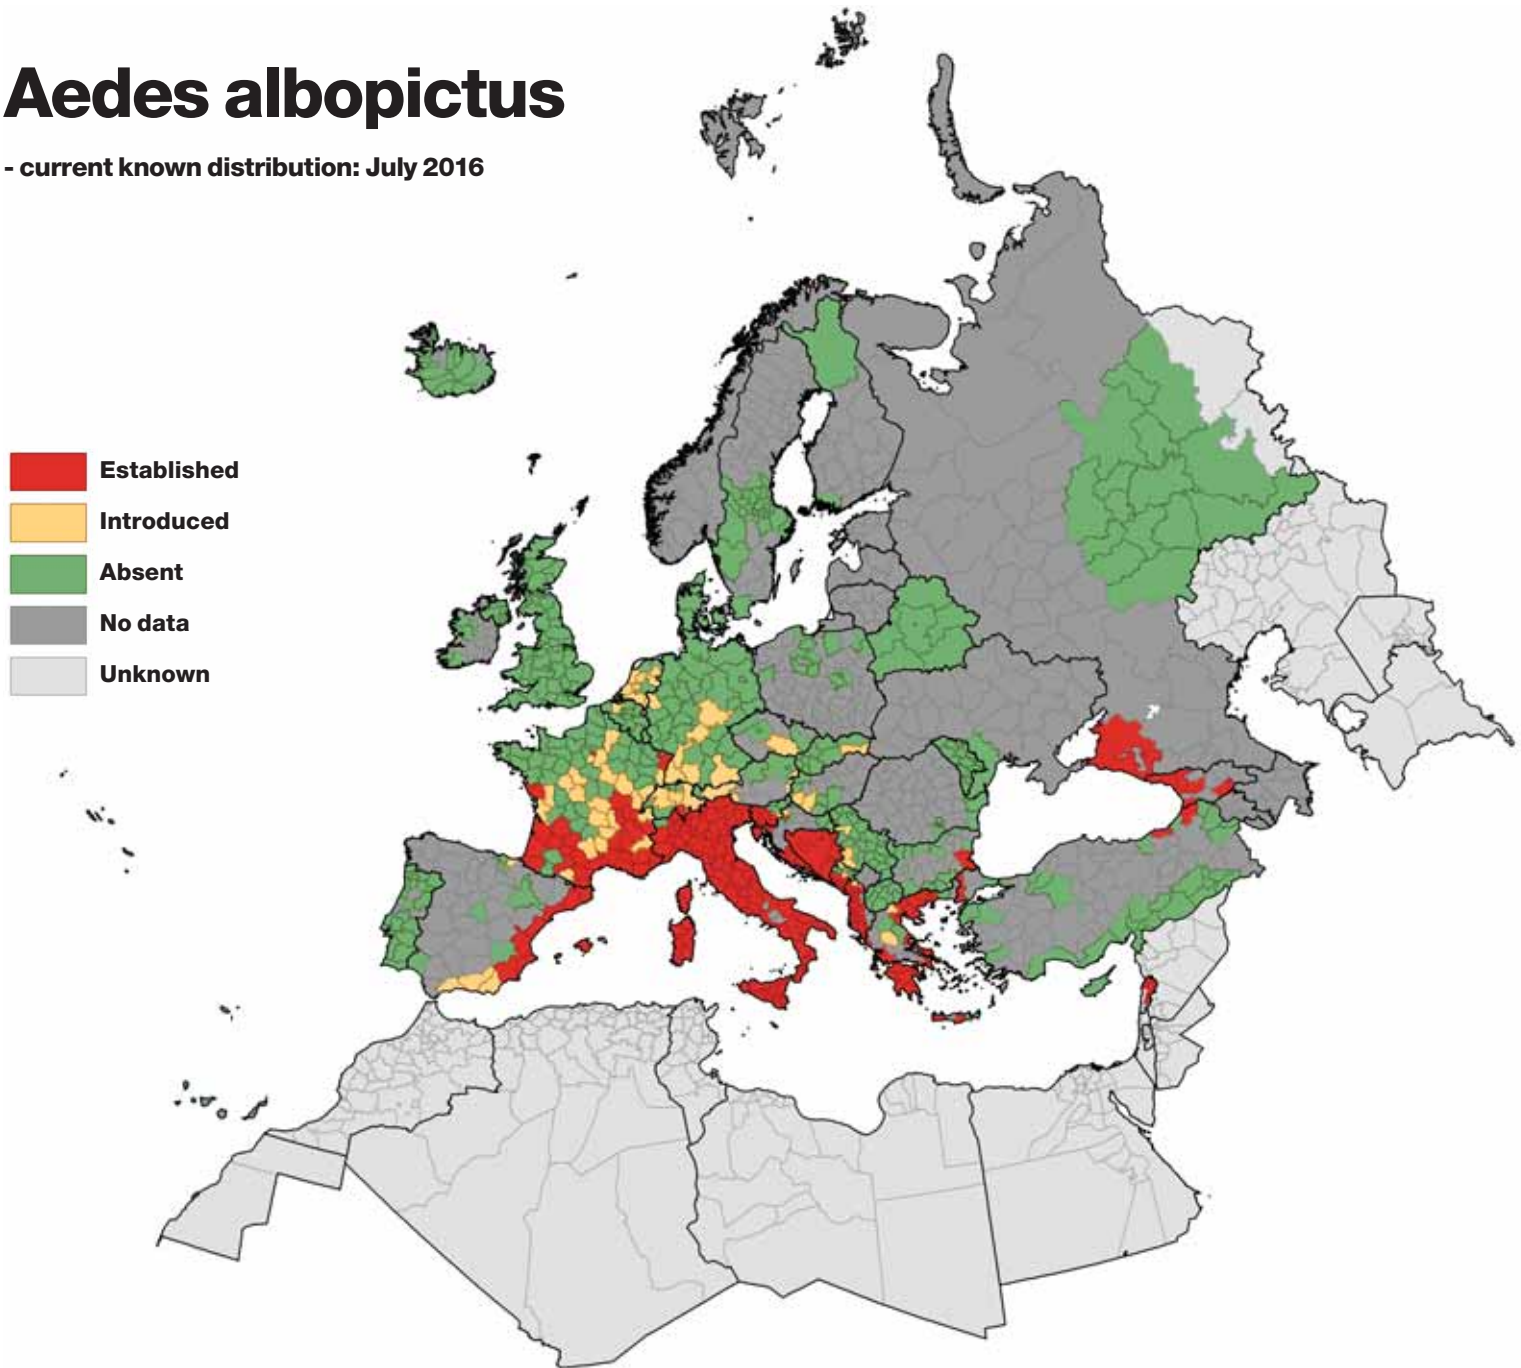 Aedes albopictus
- current known distribution: July 2016
Established
Introduced
Absent
No data
Unknown